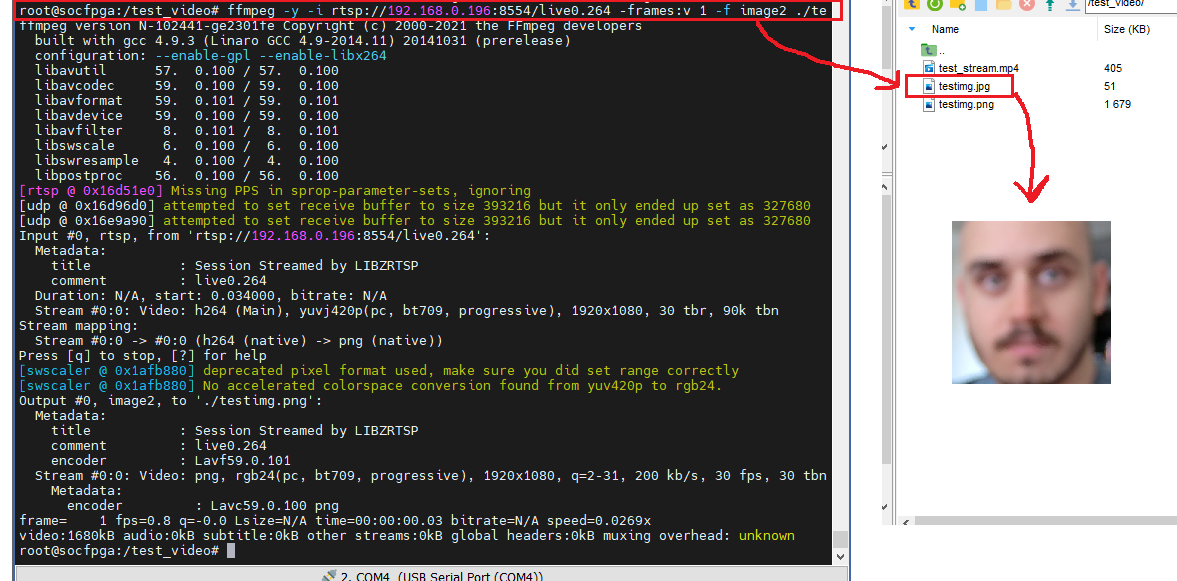 root@socfpga:/test_video# ffmpeg -y -i rtsp://192.168.0.196:8554/live0.264 -frames:v 1 -f image2 ./te
ffmpeg version N-102441-ge2301fe Copyright (c) 2000-2021 the FFmpeg developers
built with gcc 4.9.3 (Linaro GCC 4.9-2014.11) 20141031 (prerelease)
configuration: --enable-gpl --enable-libx264
libavutil 57. 0.100 / 57. 0.100
libavcodec 59. 0.100 / 59. 0.100
libavformat 59. 0.101 / 59. 0.101
libavdevice 59. 0.100 / 59. 0.100
libavfilter 8. 0.101 / 8. 0.101
libswscale 6. 0.100 / 6. 0.100
libswresample 4. 0.100 / 4. 0.100
libpostproc 56. 0.100 / 56. 0.100
[rtsp @ 0x16d51e0] Missing PPS in sprop-parameter-sets, ignoring
[udp @ 0x16d96d0] attempted to set receive buffer to size 393216 but it only ended up set as 327680
[udp @ 0x16e9a90] attempted to set receive buffer to size 393216 but it only ended up set as 327680
Input #0, rtsp, from 'rtsp://192.168.0.196:8554/live0.264':
Metadata:
title : Session Streamed by LIBZRTSP
comment : live0.264
Duration: N/A, start: 0.034000, bitrate: N/A
Stream #0:0: Video: h264 (Main), yuvj420p(pc, bt709, progressive), 1920x1080, 30 tbr, 90k tbn
Stream mapping:
Stream #0:0 -> #0:0 (h264 (native) -> png (native))
Press [q] to stop, [?] for help
[swscaler @ 0x1afb880] deprecated pixel format used, make sure you did set range correctly
[swscaler @ 0x1afb880] No accelerated colorspace conversion found from yuv420p to rgb24.
Output #0, image2, to './testimg.png':
Metadata:
title : Session Streamed by LIBZRTSP
comment : live0.264
encoder : Lavf59.0.101
Stream #0:0: Video: png, rgb24(pc, bt709, progressive), 1920x1080, q=2-31, 200 kb/s, 30 fps, 30 tbn
Metadata:
encoder : Lavc59.0.100 png
frame= 1 fps=0.8 q=-0.0 Lsize=N/A time=00:00:00.03 bitrate=N/A speed=0.0269x
video:1680kB audio:0kB subtitle:0kB other streams:0kB global headers:0kB muxing overhead: unknown
root@socfpga:/test_video#
2. COM4 (USB Serial Port (COM4))
/test_video/
Name Size (KB)
..
test_stream.mp4 405
testimg.jpg 51
testimg.png 1 679